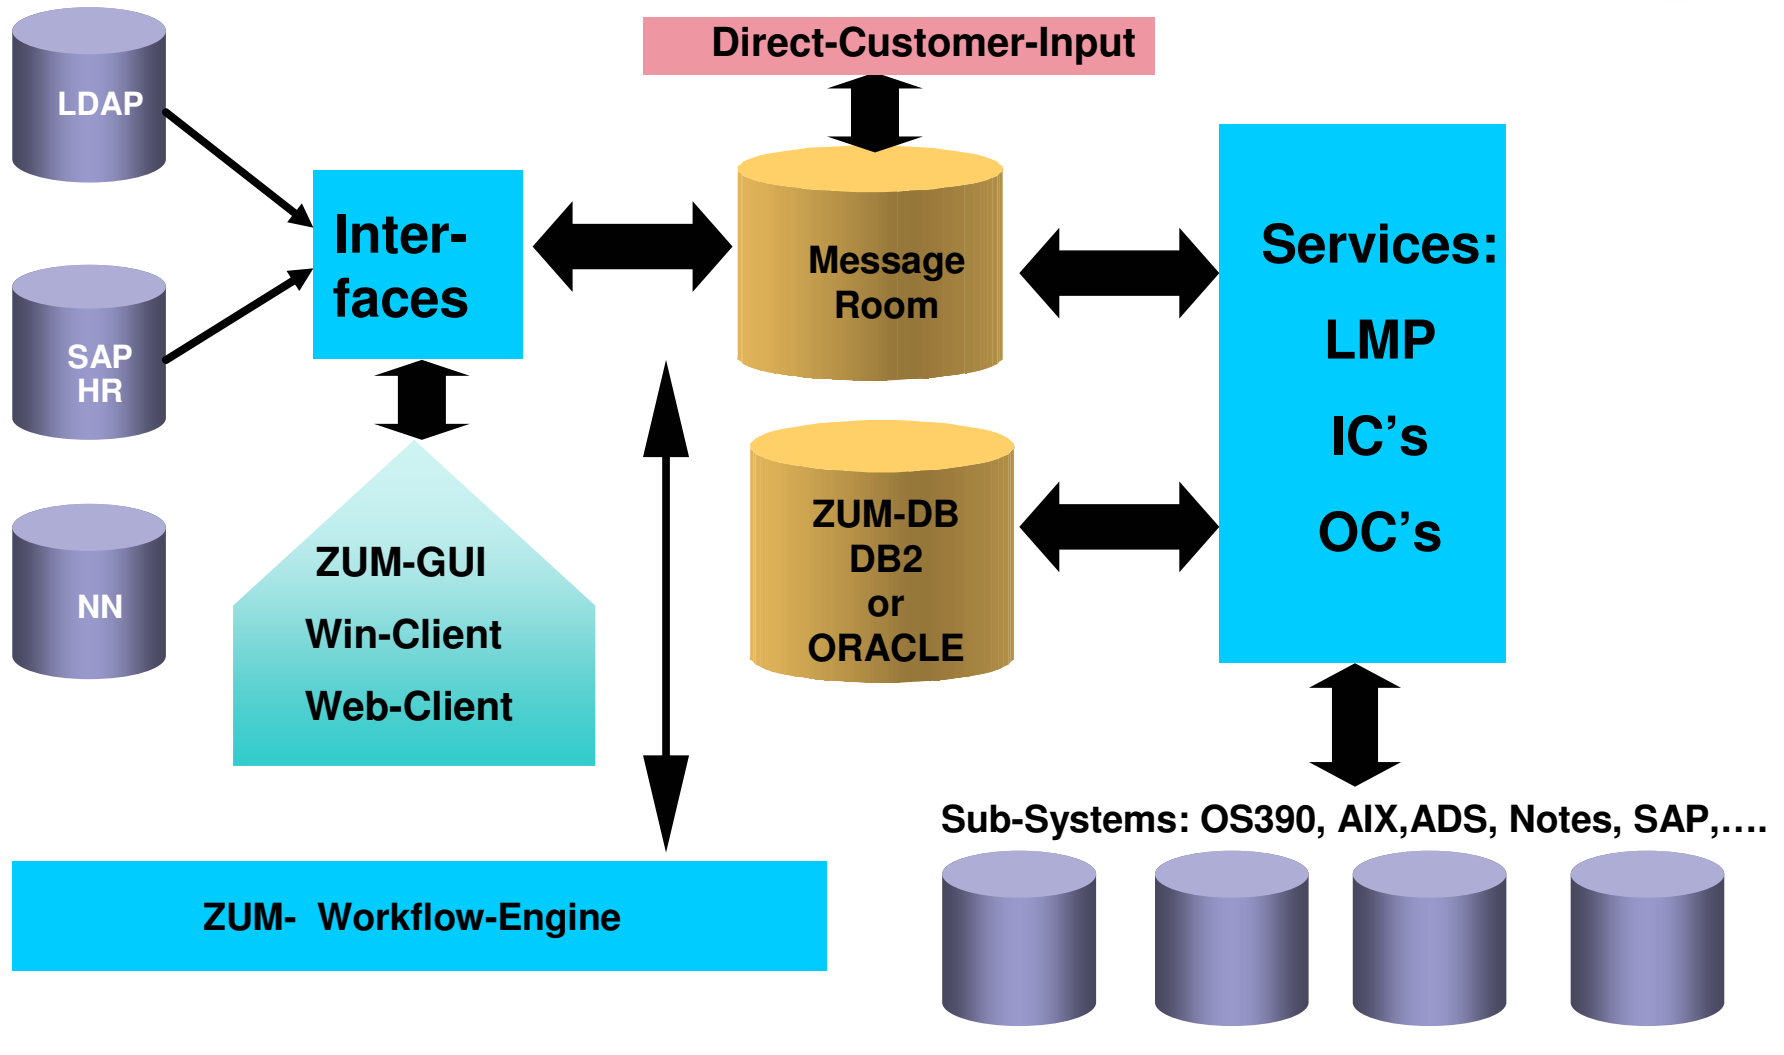 Direct-Customer-Input
LDAP
Inter-
faces
Message
Room
Services:
LMP
IC’s
OC’s
SAP
HR
ZUM-DB
DB2
or
ORACLE
NN
ZUM-GUI
Win-Client
Web-Client
Sub-Systems: OS390, AIX,ADS, Notes, SAP,….
ZUM- Workflow-Engine